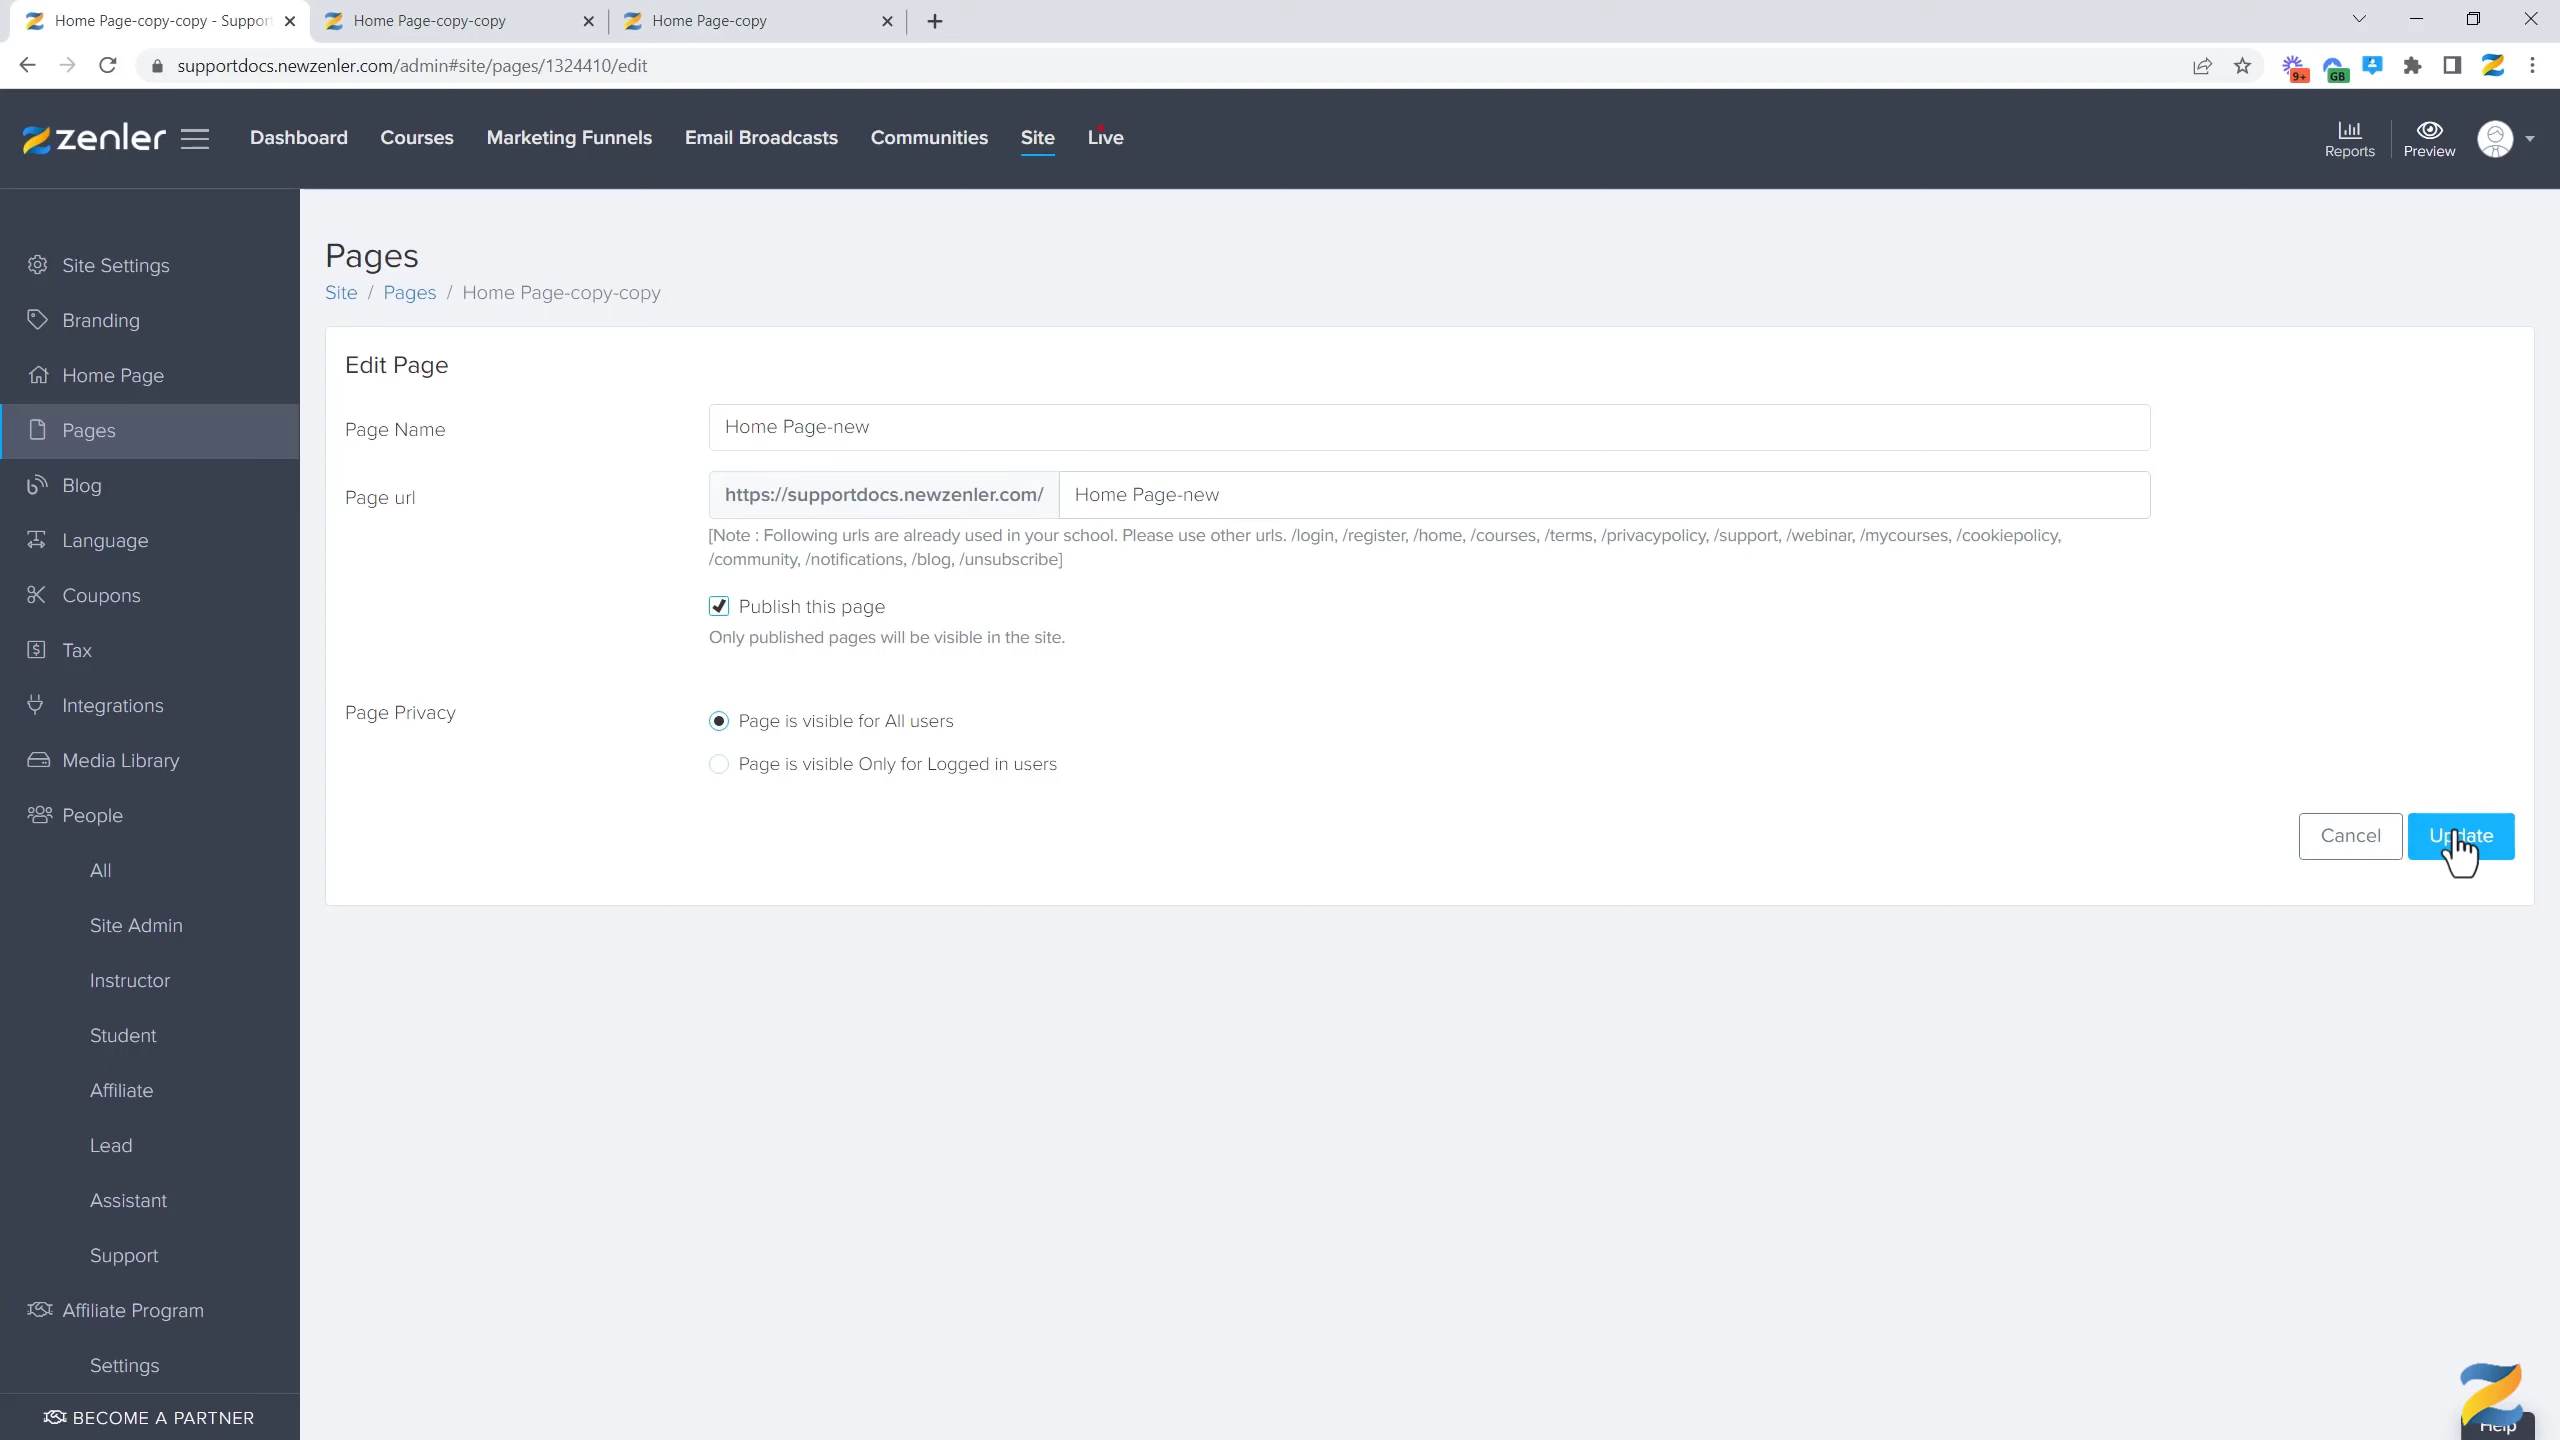 Home Page-copy-copy - Suppor
Home Page-copy-copy
Home Page-copy
supportdocs.newzenler.com/admin#site/pages/1324410/edit
9+
GB
zenler
Dashboard
Courses
Marketing Funnels
Email Broadcasts
Communities
Site
Live
Reports
Preview
Site Settings
Branding
Home Page
Pages
Blog
Language
Coupons
Tax
Integrations
Media Library
People
All
Site Admin
Instructor
Student
Affiliate
Lead
Assistant
Support
Affiliate Program
Settings
BECOME A PARTNER
Pages
Site / Pages / Home Page-copy-copy
Edit Page
Page Name
Home Page-new
Page url
https://supportdocs.newzenler.com/ Home Page-new
[Note : Following urls are already used in your school. Please use other urls. /login, /register, /home, /courses, /terms, /privacypolicy, /support, /webinar, /mycourses, /cookiepolicy,
/community, /notifications, /blog, /unsubscribe]
Publish this page
Only published pages will be visible in the site.
Page Privacy
Page is visible for All users
Page is visible Only for Logged in users
Cancel
Update
Help